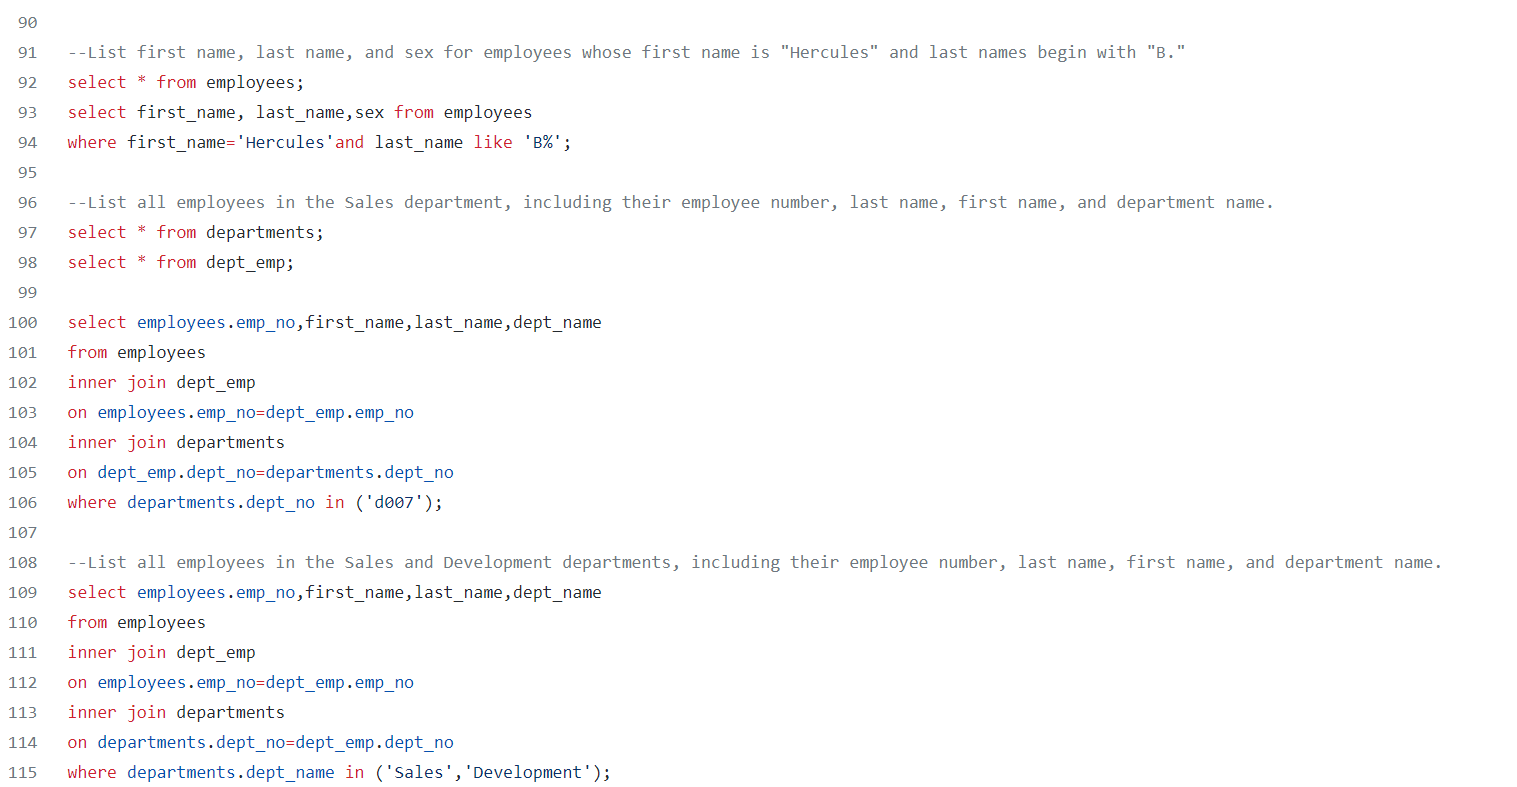 90
91 --List first name, last name, and sex for employees whose first name is "Hercules" and last names begin with "B."
92 select * from employees;
93 select first_name, last_name,sex from employees
94 where first_name='Hercules'and last_name like 'B%';
95
96 --List all employees in the Sales department, including their employee number, last name, first name, and department name.
97 select * from departments;
98 select * from dept_emp;
99
100 select employees.emp_no,first_name,last_name,dept_name
101 from employees
102 inner join dept_emp
103 on employees.emp_no=dept_emp.emp_no
104 inner join departments
105 on dept_emp.dept_no=departments.dept_no
106 where departments.dept_no in ('d007');
107
108 --List all employees in the Sales and Development departments, including their employee number, last name, first name, and department name.
109 select employees.emp_no,first_name,last_name,dept_name
110 from employees
111 inner join dept_emp
112 on employees.emp_no=dept_emp.emp_no
113 inner join departments
114 on departments.dept_no=dept_emp.dept_no
115 where departments.dept_name in ('Sales','Development');